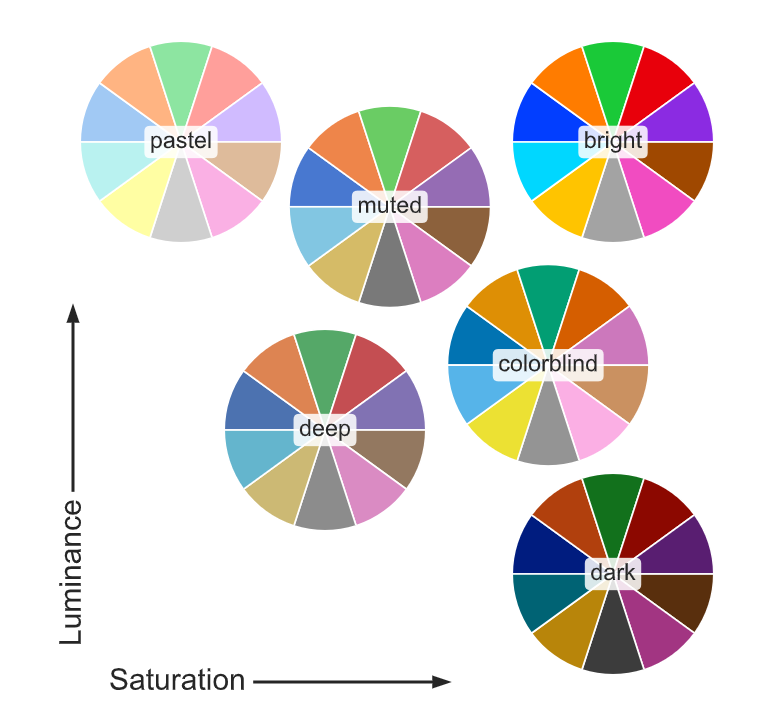 pastel
bright
muted
colorblind
deep
dark
Luminance
Saturation